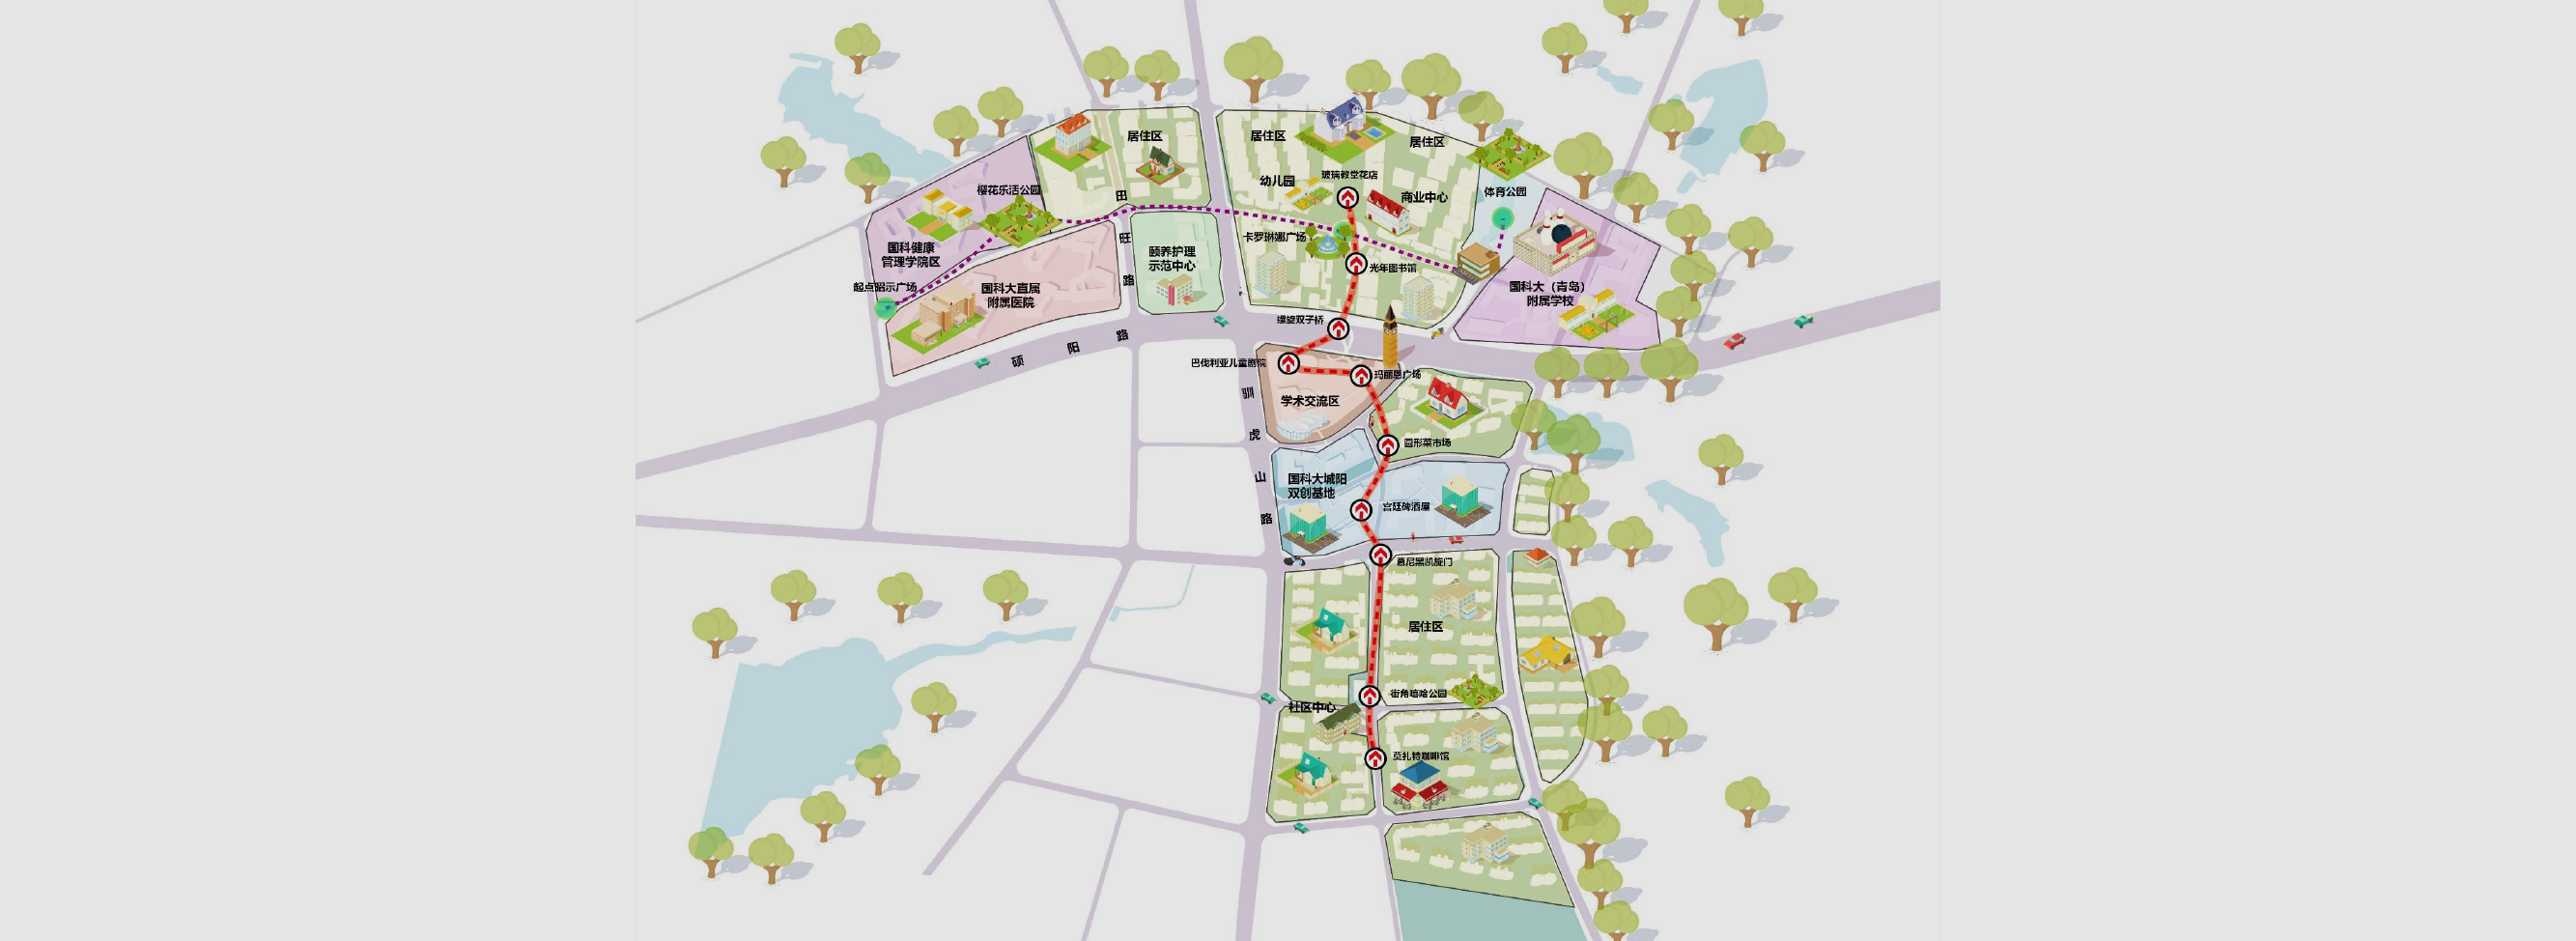 居住区
居住区
居住区
玻璃教堂花店
幼儿园
樱花乐活公园
田旺路
商业中心
体育公园
卡罗琳娜广场
国科健康
管理学院区
颐养护理
示范中心
光年图书馆
起点昭示广场
国科大直属
附属医院
国科大（青岛）
附属学校
螺旋双子桥
硕阳路
巴伐利亚儿童剧院
玛丽恩广场
驯虎山路
学术交流区
圆形菜市场
国科大城阳
双创基地
宫廷碑酒屋
慕尼黑凯旋门
居住区
街角嘻哈公园
社区中心
莫扎特咖啡馆